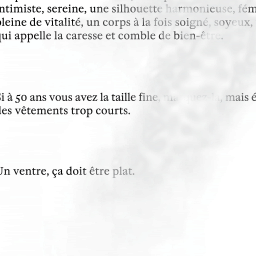 ntimiste, sereine, une silhouette harmonieuse, fém
pleine de vitalité, un corps à la fois soigné, soyeux,
qui appelle la caresse et comble de bien-être.
Si à 50 ans vous avez la taille fine, mais é
des vêtements trop courts.
Un ventre, ça doit être plat.